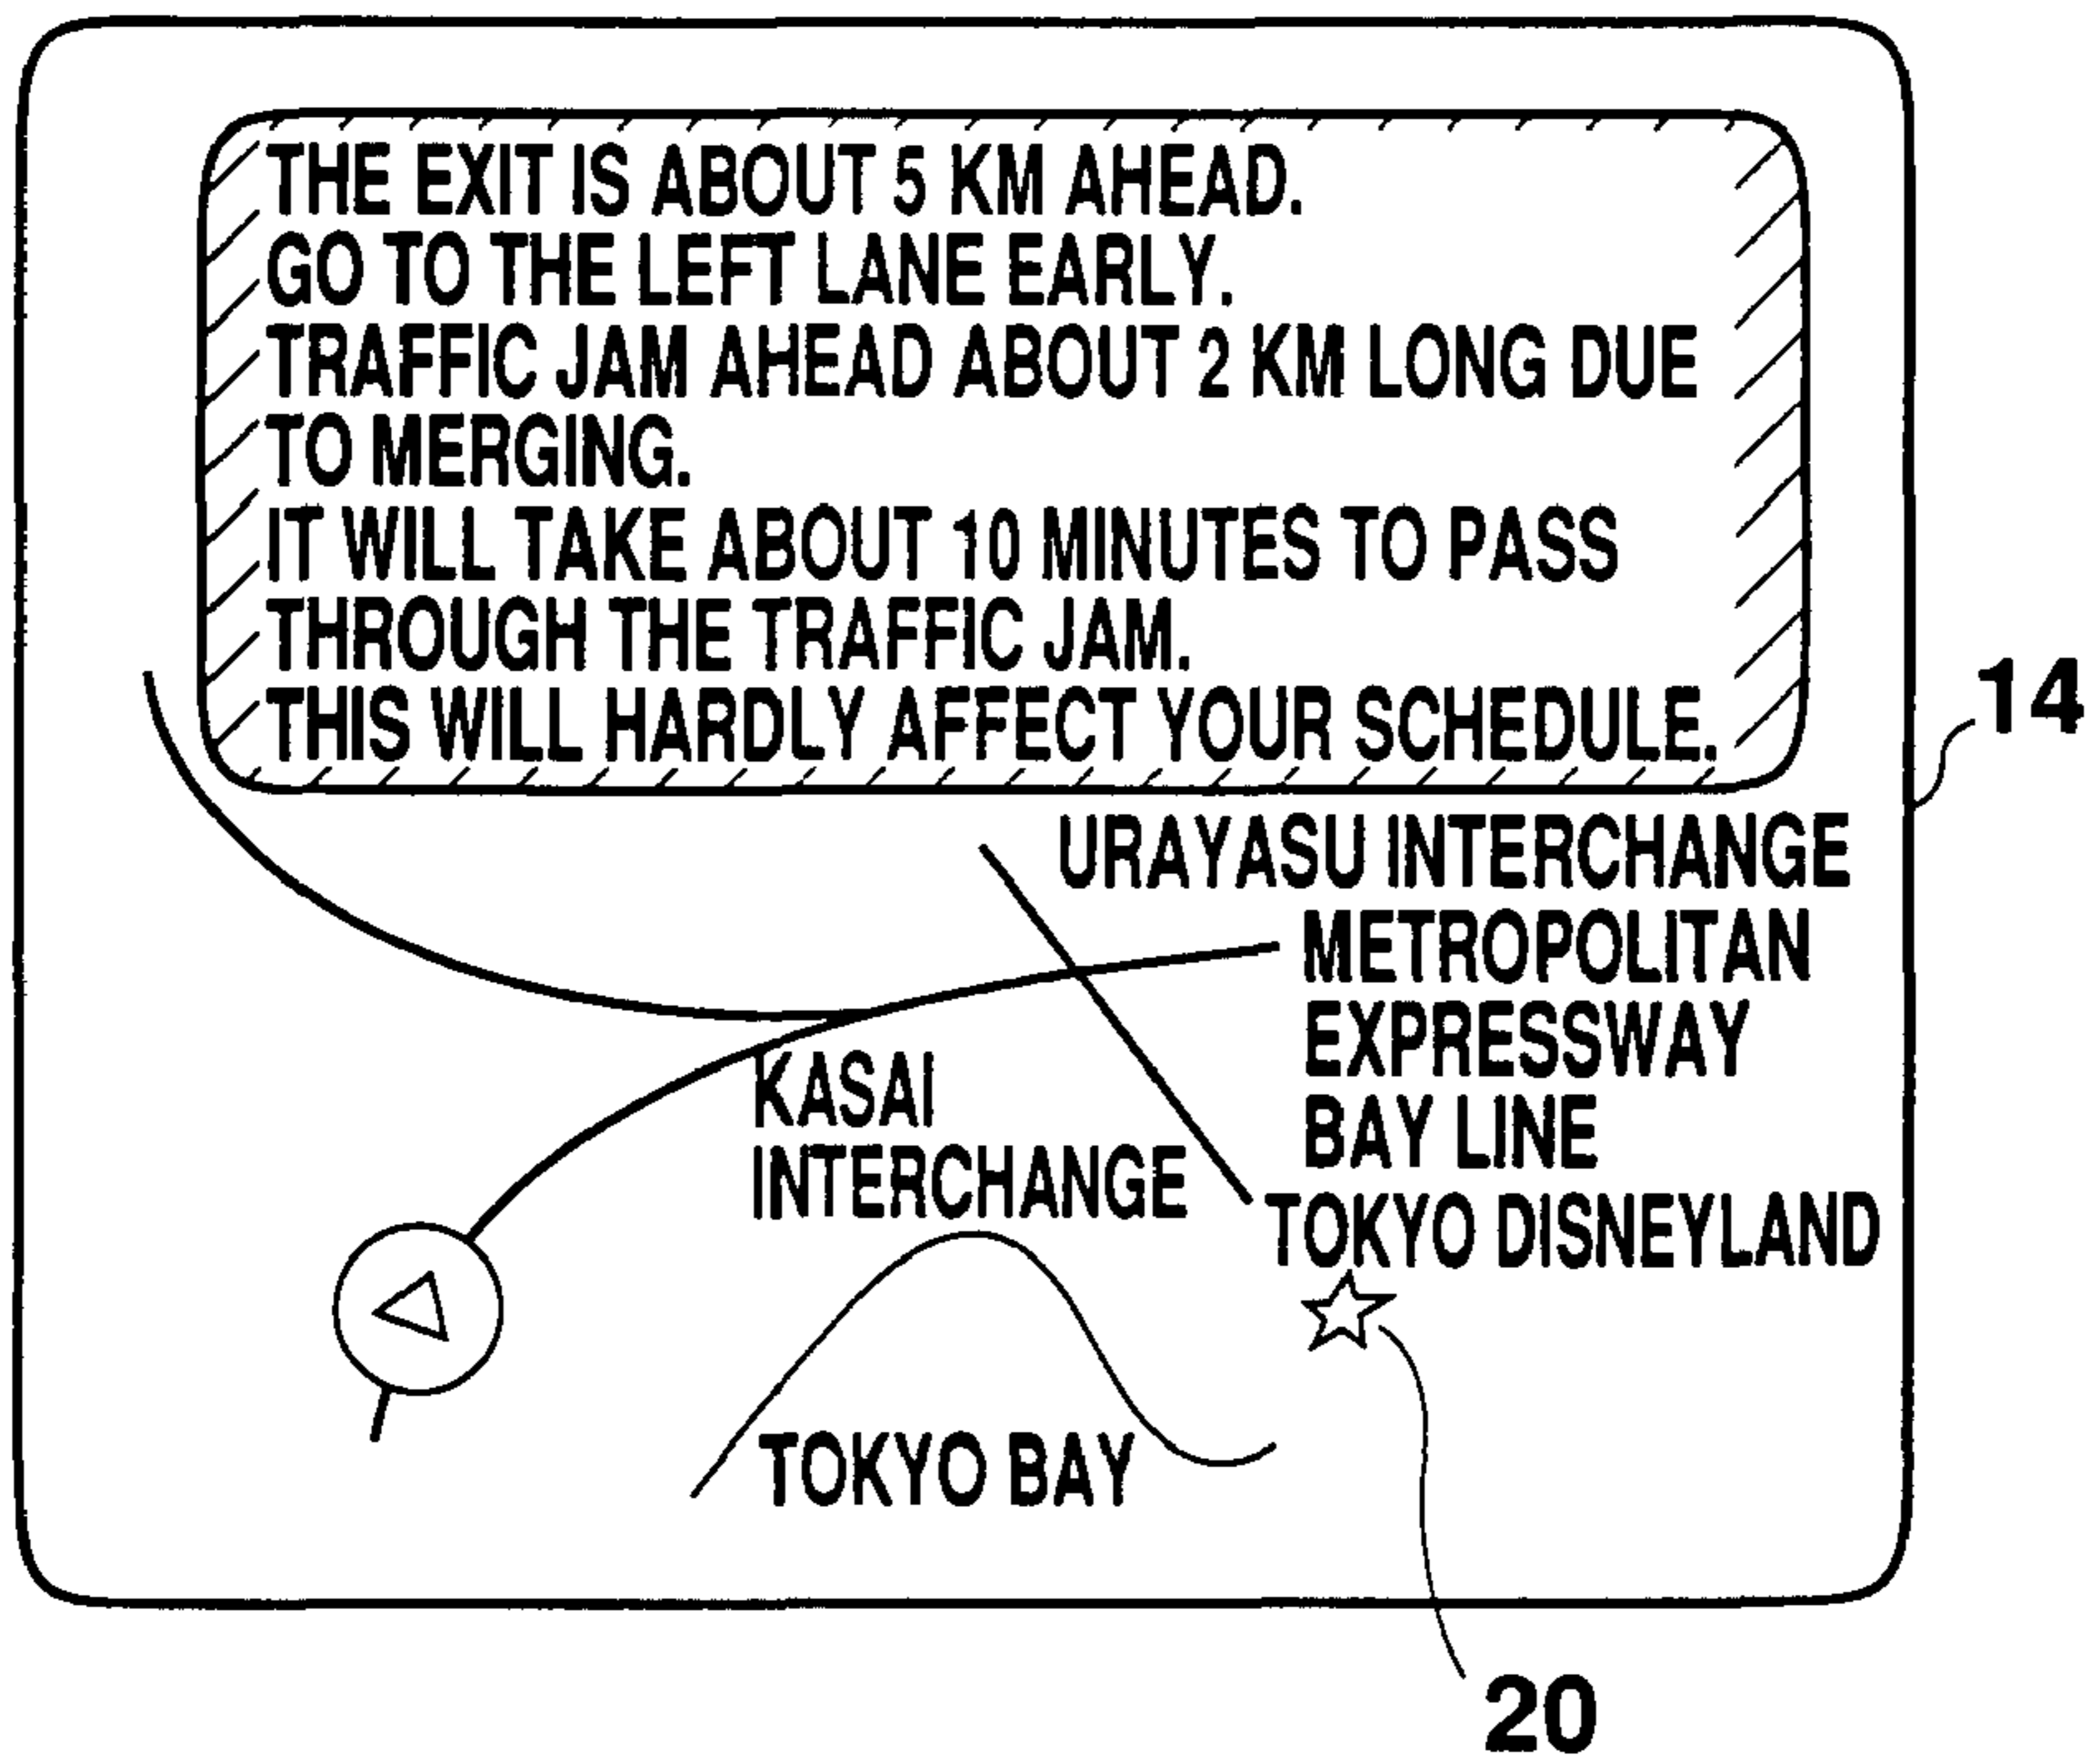 THE EXIT IS ABOUT 5 KM AHEAD.
GO TO THE LEFT LANE EARLY.
TRAFFIC JAM AHEAD ABOUT 2 KM LONG DUE
TO MERGING.
IT WILL TAKE ABOUT 10 MINUTES TO PASS
THROUGH THE TRAFFIC JAM.
THIS WILL HARDLY AFFECT YOUR SCHEDULE.
14
URAYASU INTERCHANGE
METROPOLITAN
EXPRESSWAY
BAY LINE
KASAI
INTERCHANGE
TOKYO DISNEYLAND
TOKYO BAY
20